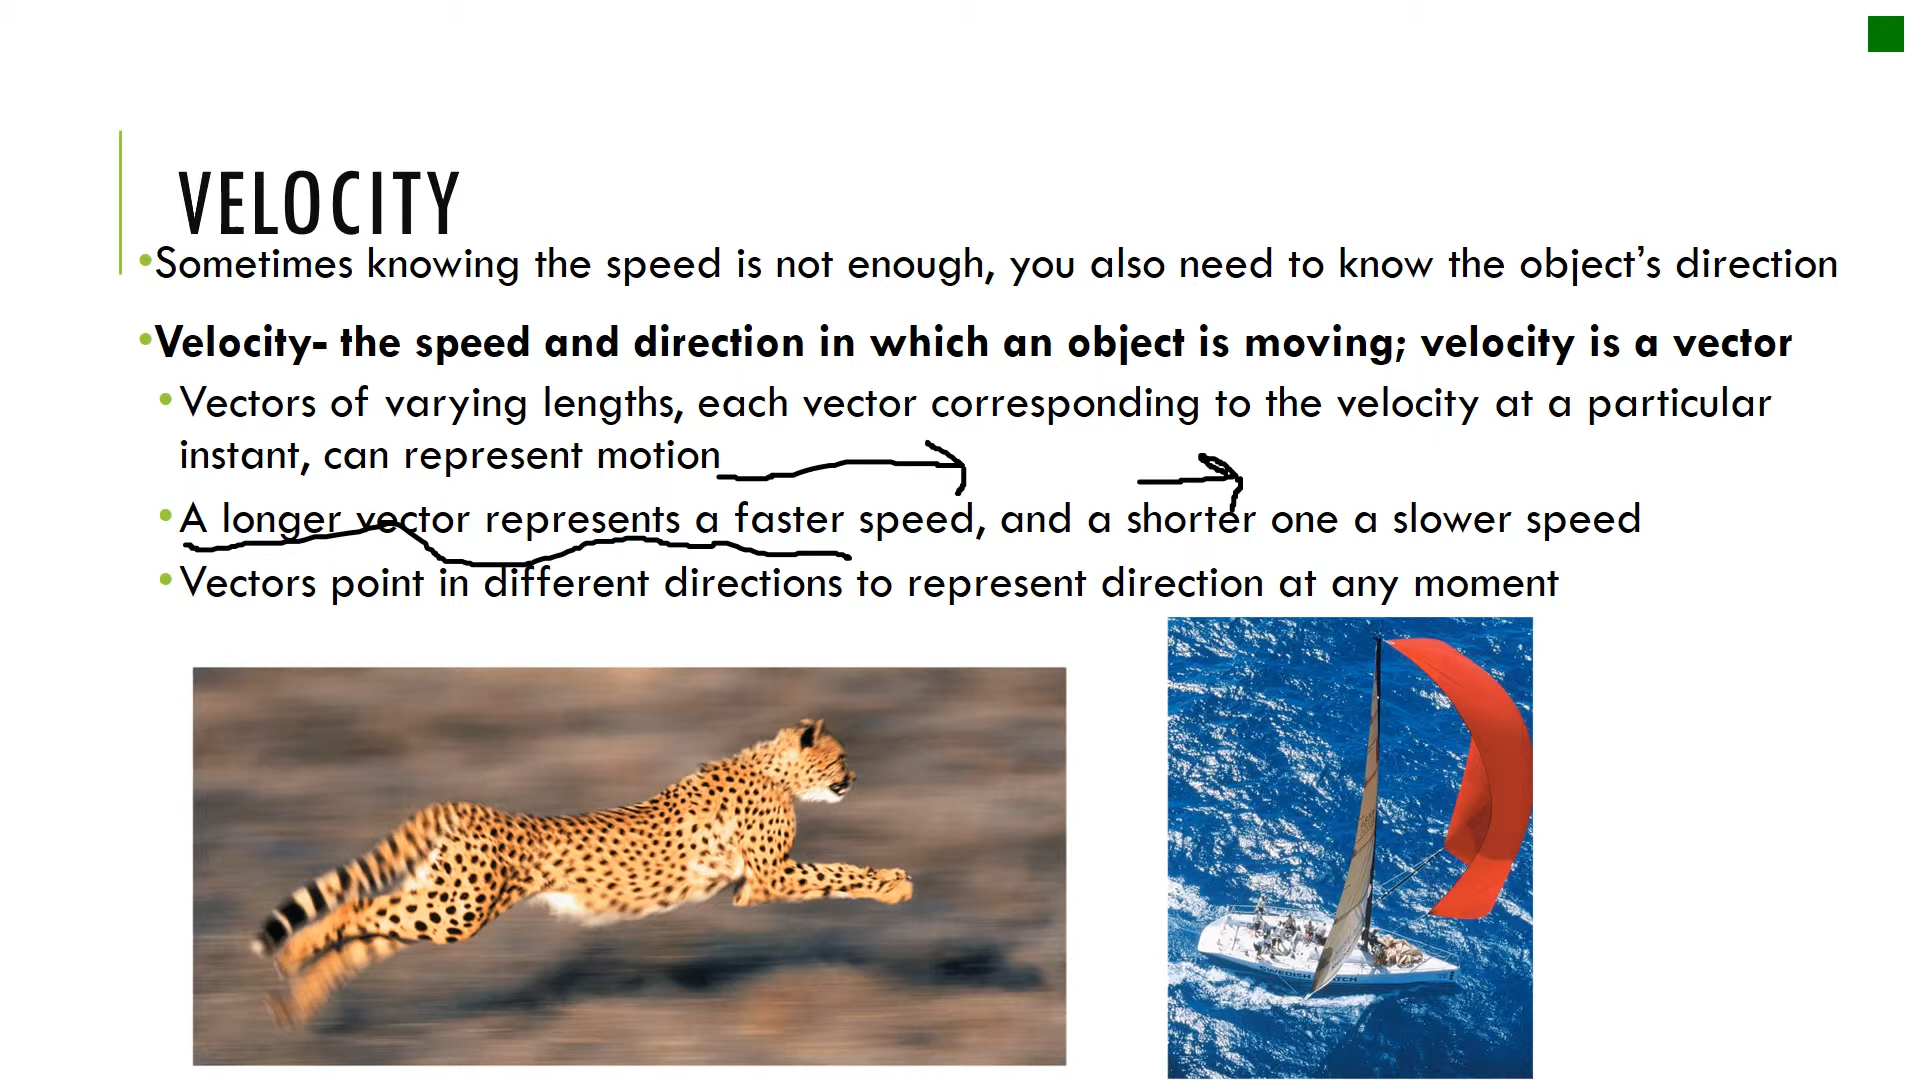 VELOCITY
•Sometimes knowing the speed is not enough, you also need to know the object’s direction
•Velocity- the speed and direction in which an object is moving; velocity is a vector
•Vectors of varying lengths, each vector corresponding to the velocity at a particular
instant, can represent motion
•A longer vector represents a faster speed, and a shorter one a slower speed
•Vectors point in different directions to represent direction at any moment
SWEDISH